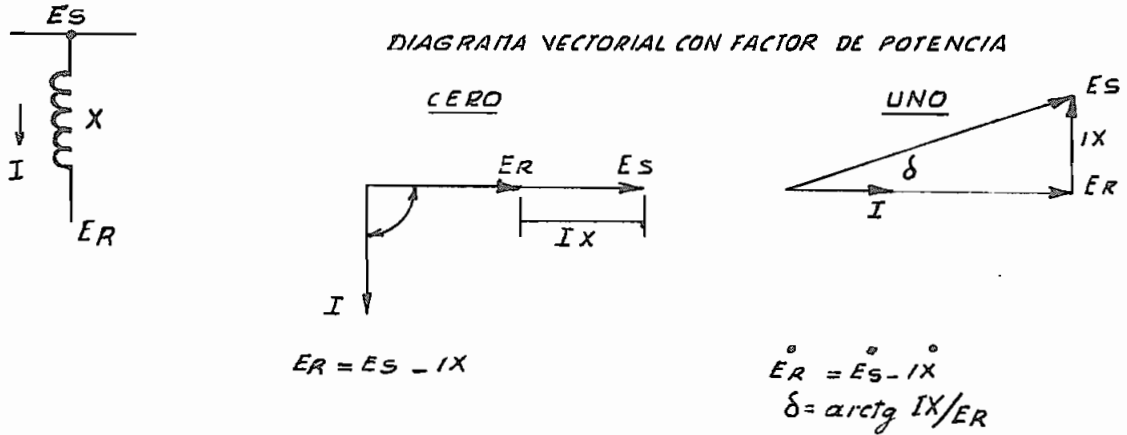 ES
X
I
ER
DIAGRAMA VECTORIAL CON FACTOR DE POTENCIA
CERO
ER ES
IX
I
ER = ES - IX
UNO
ES
IX
δ
ER
I
ER = ES - IX
δ = arctg IX/ER